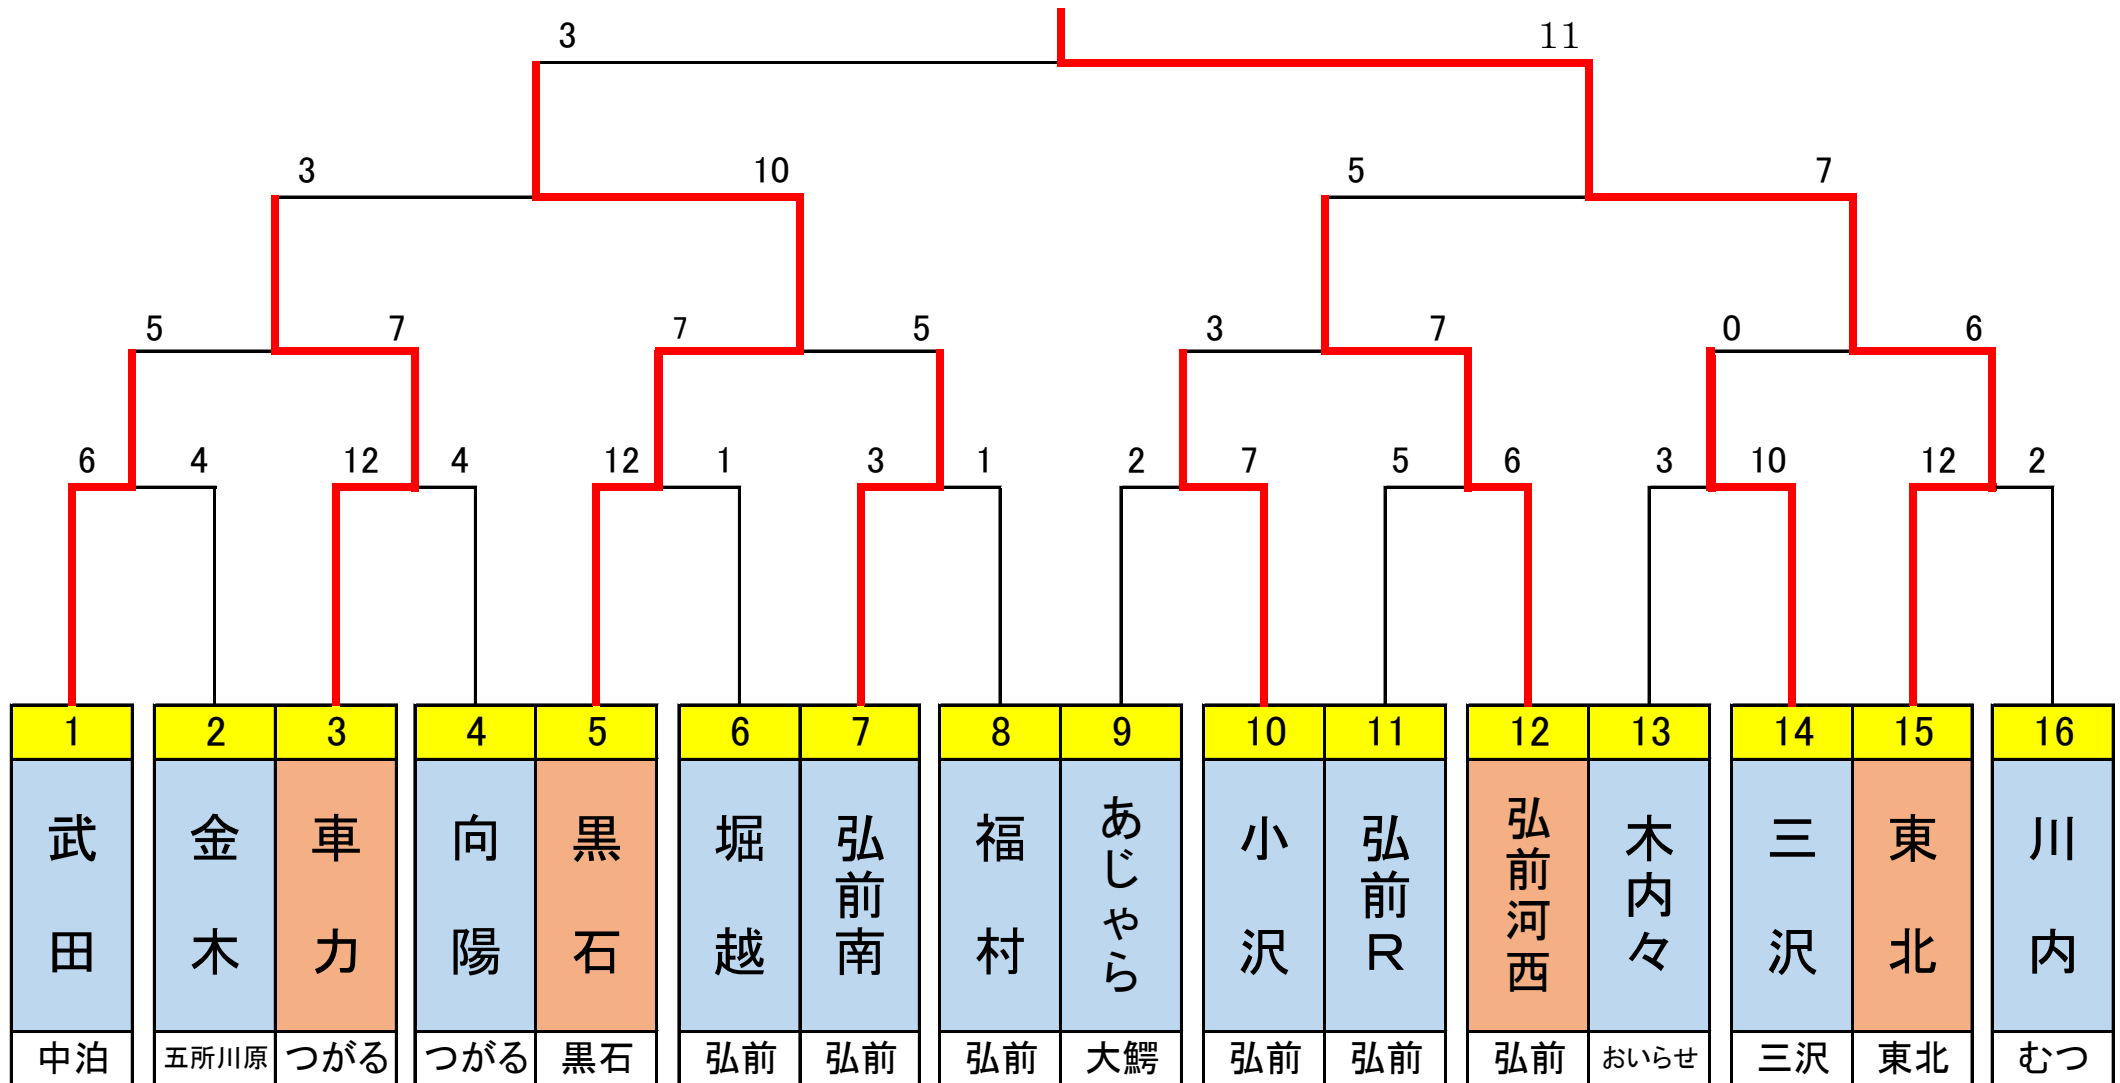 3 11
3 10 5 7
5 7 7 5 3 7 0 6
6 4 12 4 12 1 3 1 2 7 5 6 3 10 12 2
1 2 3 4 5 6 7 8 9 10 11 12 13 14 15 16
武田 金木 車力 向陽 黒石 堀越 弘前南 福村 あじゃら 小沢 弘前R 弘前河西 木内々 三沢 東北 川内
中泊 五所川原 つがる つがる 黒石 弘前 弘前 弘前 大鰐 弘前 弘前 弘前 おいらせ 三沢 東北 むつ